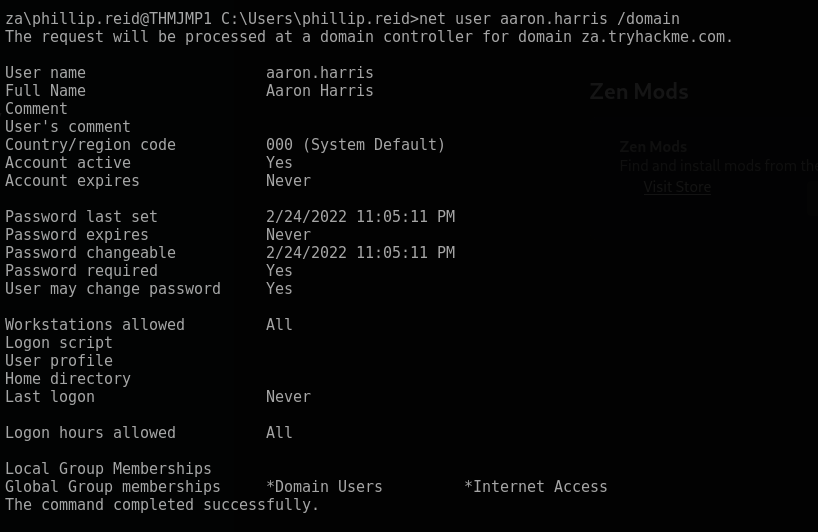 za\phillip.reid@THMJMP1 C:\Users\phillip.reid>net user aaron.harris /domain
The request will be processed at a domain controller for domain za.tryhackme.com.
User name aaron.harris
Full Name Aaron Harris
Comment
User's comment
Country/region code 000 (System Default)
Account active Yes
Account expires Never
Password last set 2/24/2022 11:05:11 PM
Password expires Never
Password changeable 2/24/2022 11:05:11 PM
Password required Yes
User may change password Yes
Workstations allowed All
Logon script
User profile
Home directory
Last logon Never
Logon hours allowed All
Local Group Memberships
Global Group memberships *Domain Users *Internet Access
The command completed successfully.
Zen Mods
Zen Mods
Find and install mods from the
Visit Store